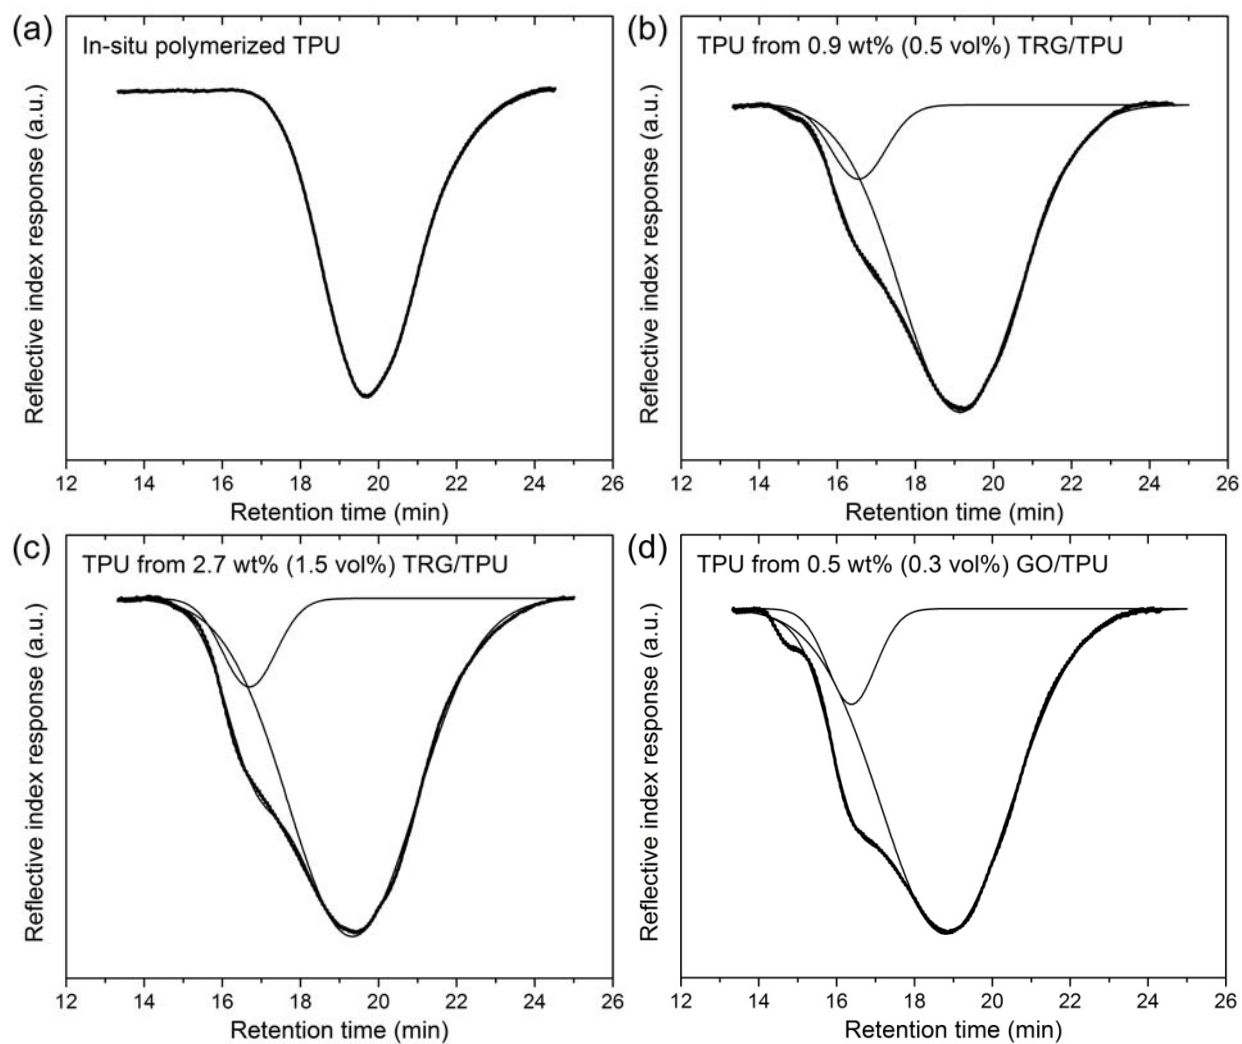 (a)
In-situ polymerized TPU
Reflective index response (a.u.)
12 14 16 18 20 22 24 26
Retention time (min)
(b)
TPU from 0.9 wt% (0.5 vol%) TRG/TPU
Reflective index response (a.u.)
12 14 16 18 20 22 24 26
Retention time (min)
(c)
TPU from 2.7 wt% (1.5 vol%) TRG/TPU
Reflective index response (a.u.)
12 14 16 18 20 22 24 26
Retention time (min)
(d)
TPU from 0.5 wt% (0.3 vol%) GO/TPU
Reflective index response (a.u.)
12 14 16 18 20 22 24 26
Retention time (min)